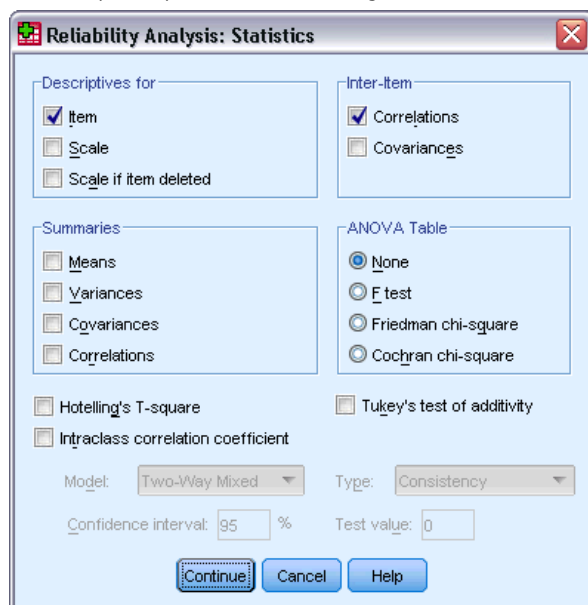 Reliability Analysis: Statistics
Descriptives for
Item
Scale
Scale if item deleted
Inter-Item
Correlations
Covariances
Summaries
Means
Variances
Covariances
Correlations
ANOVA Table
None
F test
Friedman chi-square
Cochran chi-square
Hotelling's T-square
Tukey's test of additivity
Intraclass correlation coefficient
Model: Two-Way Mixed Type: Consistency
Confidence interval: 95 % Test value: 0
Continue Cancel Help